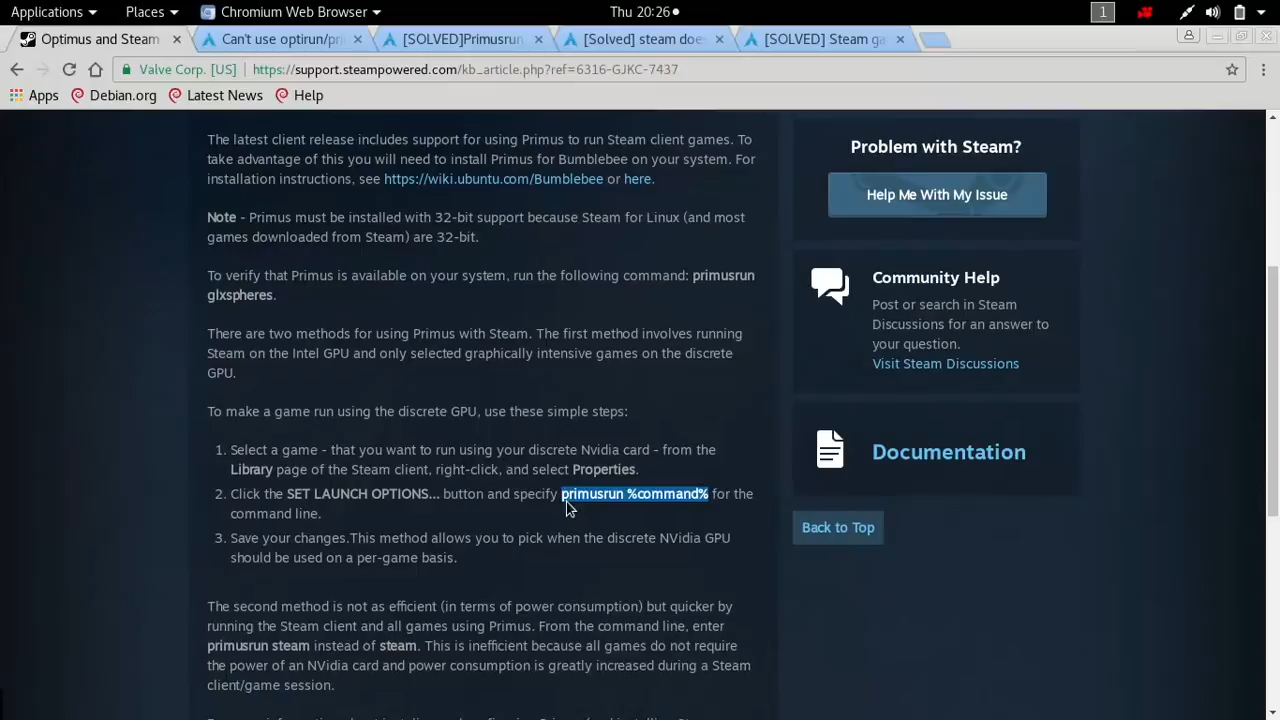 Applications Places Chromium Web Browser Thu 20:26 1
Optimus and Steam Can't use optirun/pri [SOLVED]Primusrun [Solved] steam doe [SOLVED] Steam ga
Valve Corp. [US] https://support.steampowered.com/kb_article.php?ref=6316-GJKC-7437
Apps Debian.org Latest News Help
The latest client release includes support for using Primus to run Steam client games. To
take advantage of this you will need to install Primus for Bumblebee on your system. For
installation instructions, see https://wiki.ubuntu.com/Bumblebee or here.
Note - Primus must be installed with 32-bit support because Steam for Linux (and most
games downloaded from Steam) are 32-bit.
To verify that Primus is available on your system, run the following command: primusrun
glxspheres.
There are two methods for using Primus with Steam. The first method involves running
Steam on the Intel GPU and only selected graphically intensive games on the discrete
GPU.
To make a game run using the discrete GPU, use these simple steps:
1. Select a game - that you want to run using your discrete Nvidia card - from the
Library page of the Steam client, right-click, and select Properties.
2. Click the SET LAUNCH OPTIONS... button and specify primusrun %command% for the
command line.
3. Save your changes.This method allows you to pick when the discrete NVidia GPU
should be used on a per-game basis.
The second method is not as efficient (in terms of power consumption) but quicker by
running the Steam client and all games using Primus. From the command line, enter
primusrun steam instead of steam. This is inefficient because all games do not require
the power of an NVidia card and power consumption is greatly increased during a Steam
client/game session.
Problem with Steam?
Help Me With My Issue
Community Help
Post or search in Steam
Discussions for an answer to
your question.
Visit Steam Discussions
Documentation
Back to Top